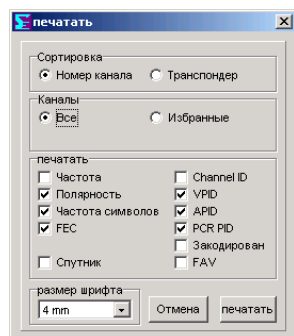 печатать
Сортировка
Номер канала Транспондер
Каналы
Все Избранные
печатать
Частота Channel ID
Полярность VPID
Частота символов APID
FEC PCR PID
Закодирован
Спутник FAV
размер шрифта
4 mm Отмена печатать